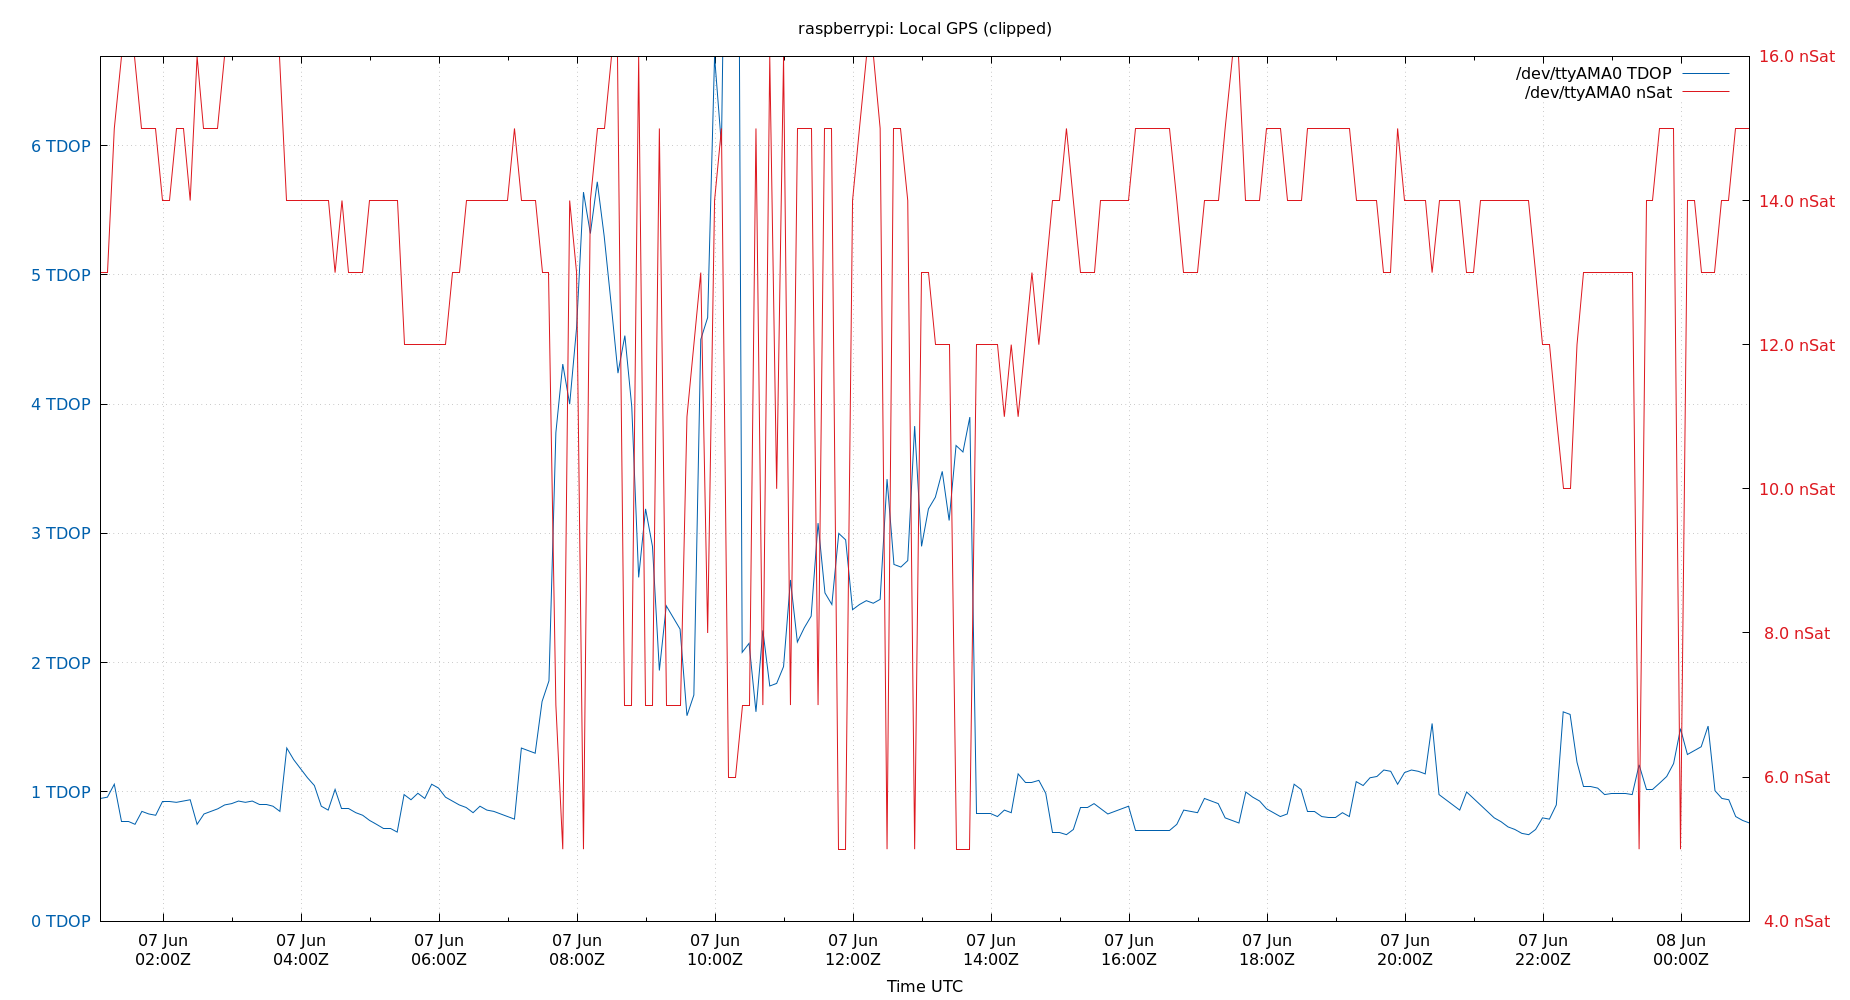 raspberrypi: Local GPS (clipped)
/dev/ttyAMA0 TDOP
/dev/ttyAMA0 nSat
6 TDOP
5 TDOP
4 TDOP
3 TDOP
2 TDOP
1 TDOP
0 TDOP
16.0 nSat
14.0 nSat
12.0 nSat
10.0 nSat
8.0 nSat
6.0 nSat
4.0 nSat
07 Jun
02:00Z
07 Jun
04:00Z
07 Jun
06:00Z
07 Jun
08:00Z
07 Jun
10:00Z
07 Jun
12:00Z
07 Jun
14:00Z
07 Jun
16:00Z
07 Jun
18:00Z
07 Jun
20:00Z
07 Jun
22:00Z
08 Jun
00:00Z
Time UTC